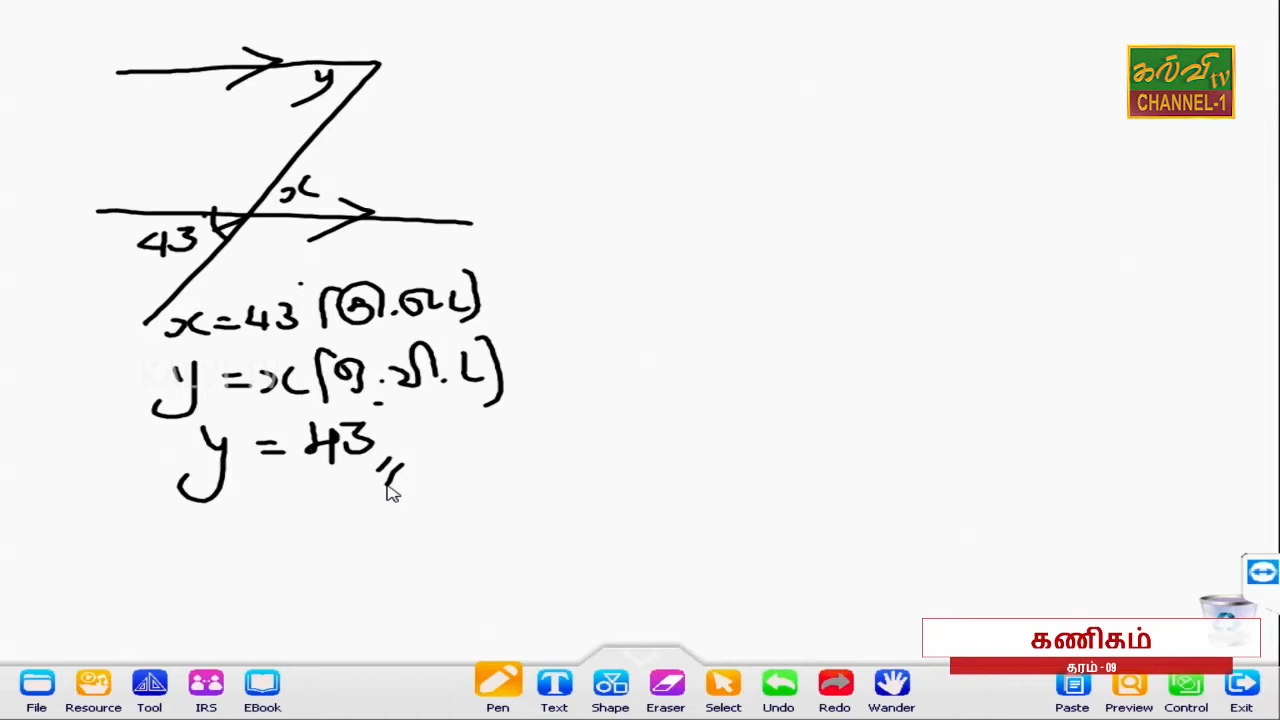 கல்வி tv
CHANNEL-1
y
x
43
x = 43° (கு.எ.ட)
y = x (ஒ.வி.ட)
y = 43 //
கணிகம்
தரம் - 09
File Resource Tool IRS EBook Pen Text Shape Eraser Select Undo Redo Wander Paste Preview Control Exit